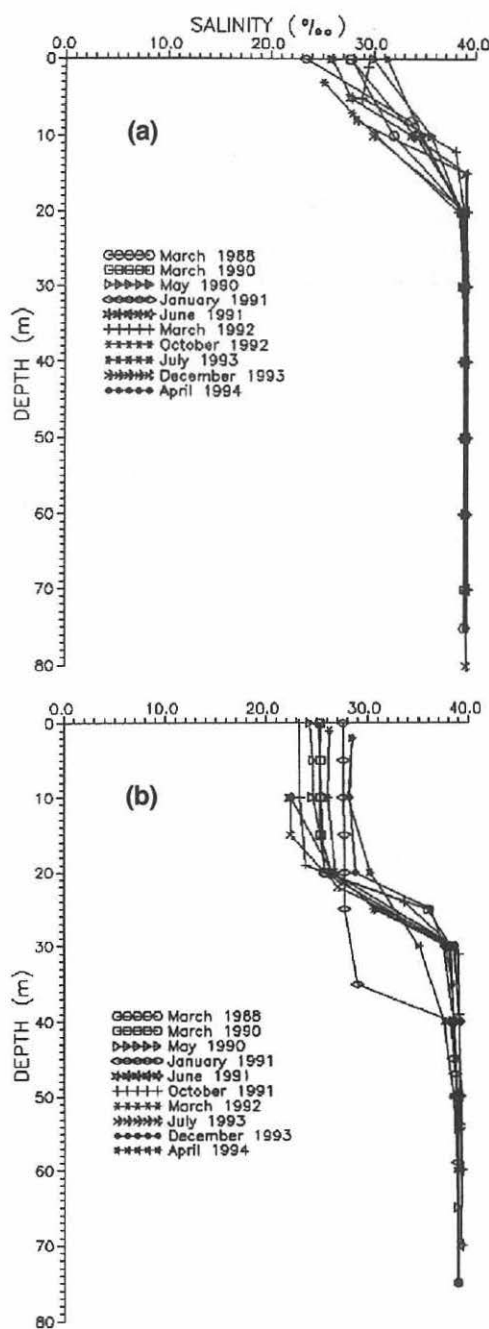 SALINITY (‰)
0.0 10.0 20.0 30.0 40.0
0
10
20
30
40
50
60
70
80
DEPTH (m)
(a)
March 1988
March 1990
May 1990
January 1991
June 1991
March 1992
October 1992
July 1993
December 1993
April 1994
0.0 10.0 20.0 30.0 40.0
0
10
20
30
40
50
60
70
80
DEPTH (m)
(b)
March 1988
March 1990
May 1990
January 1991
June 1991
October 1991
March 1992
July 1993
December 1993
April 1994